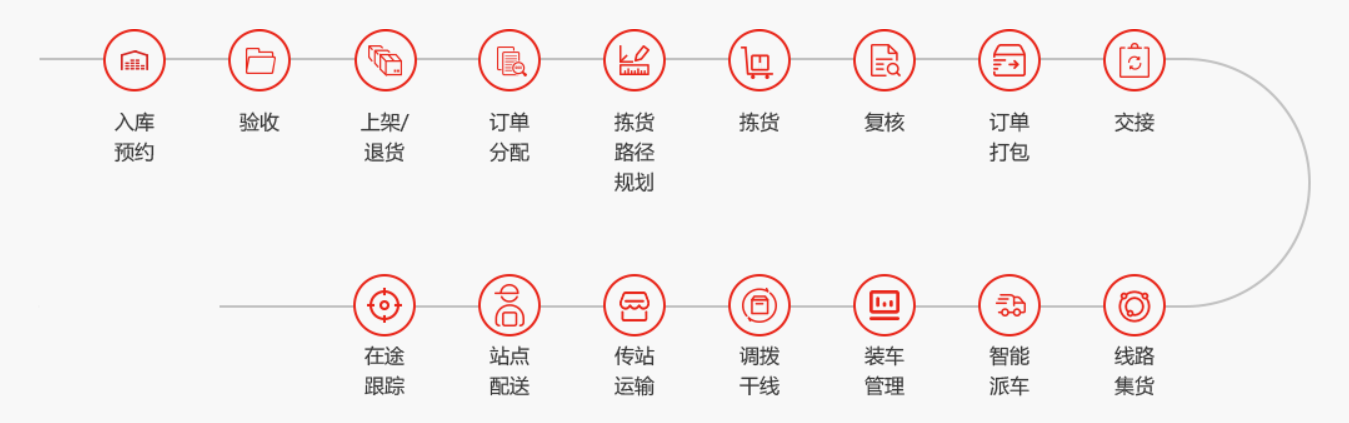 入库
预约
验收
上架/
退货
订单
分配
拣货
路径
规划
拣货
复核
订单
打包
交接
在途
跟踪
站点
配送
传站
运输
调拨
干线
装车
管理
智能
派车
线路
集货